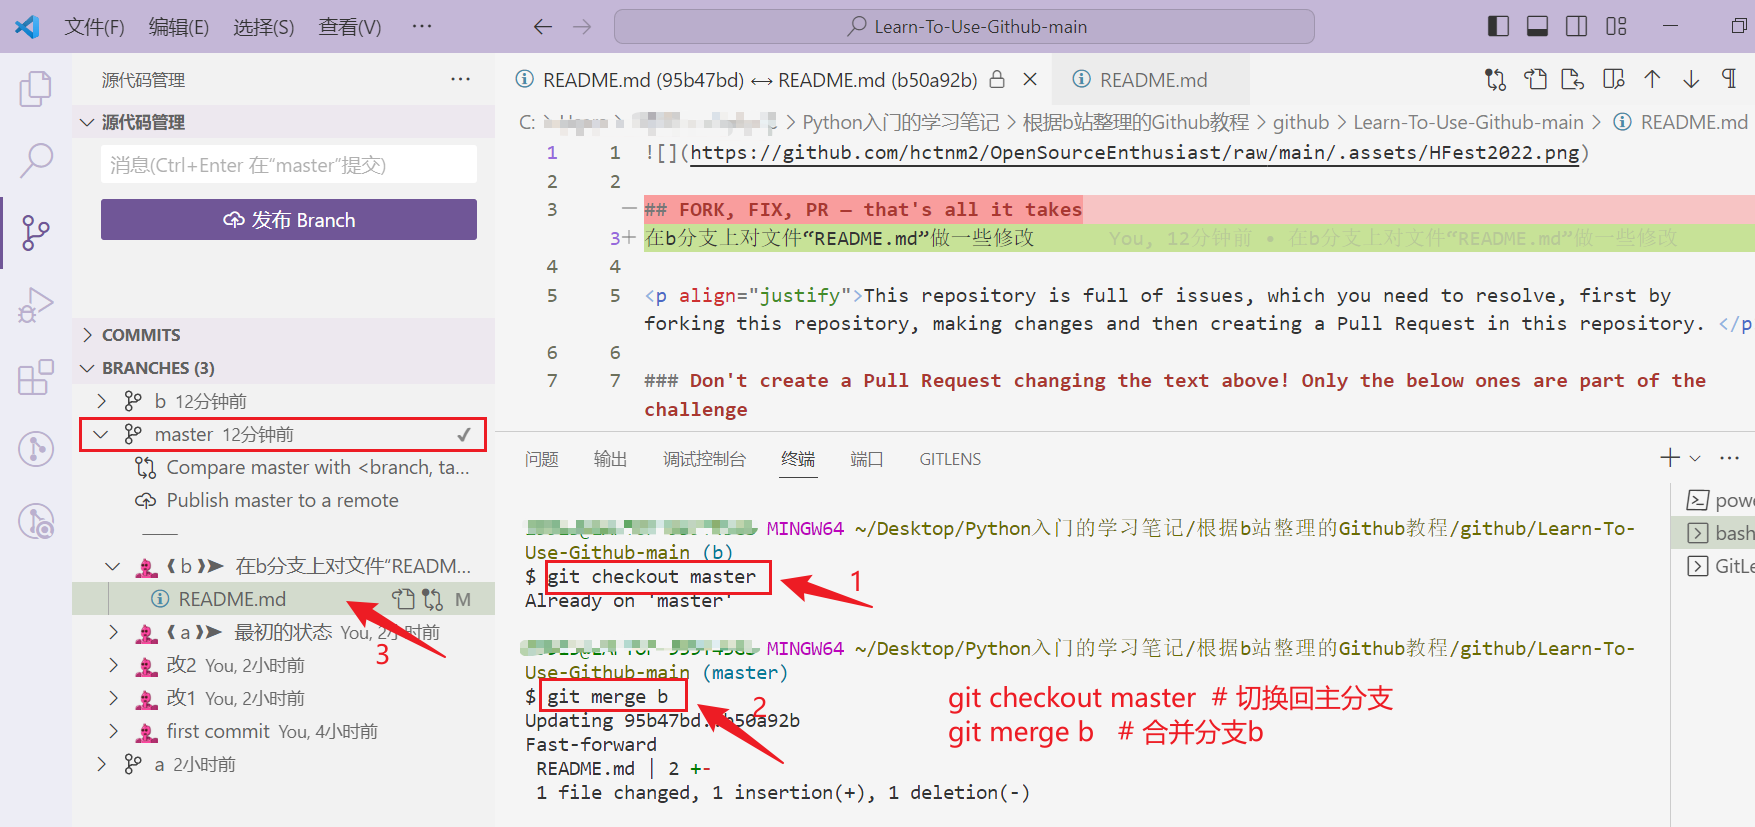 文件(F) 编辑(E) 选择(S) 查看(V) ··· Learn-To-Use-Github-main
源代码管理 ···
源代码管理
消息(Ctrl+Enter 在“master”提交)
发布 Branch
COMMITS
BRANCHES (3)
b 12分钟前
master 12分钟前
Compare master with <branch, ta...
Publish master to a remote
❨b❩➤ 在b分支上对文件“READM...
README.md M
3
❨a❩➤ 最初的状态 You, 2小时前
改2 You, 2小时前
改1 You, 2小时前
first commit You, 4小时前
a 2小时前
README.md (95b47bd) ↔ README.md (b50a92b) README.md
C: > > > Python入门的学习笔记 > 根据b站整理的Github教程 > github > Learn-To-Use-Github-main > README.md
1 1 ![](https://github.com/hctnm2/OpenSourceEnthusiast/raw/main/.assets/HFest2022.png)
2 2
3 — ## FORK, FIX, PR – that's all it takes
3+ 在b分支上对文件“README.md”做一些修改 You, 12分钟前 • 在b分支上对文件“README.md”做一些修改
4 4
5 5 <p align="justify">This repository is full of issues, which you need to resolve, first by
forking this repository, making changes and then creating a Pull Request in this repository. </p
6 6
7 7 ### Don't create a Pull Request changing the text above! Only the below ones are part of the
challenge
问题 输出 调试控制台 终端 端口 GITLENS
MINGW64 ~/Desktop/Python入门的学习笔记/根据b站整理的Github教程/github/Learn-To-
Use-Github-main (b)
$ git checkout master 1
Already on 'master'
MINGW64 ~/Desktop/Python入门的学习笔记/根据b站整理的Github教程/github/Learn-To-
Use-Github-main (master)
$ git merge b 2
Updating 95b47bd..b50a92b
Fast-forward
README.md | 2 +-
1 file changed, 1 insertion(+), 1 deletion(-)
git checkout master # 切换回主分支
git merge b # 合并分支b
powe
bash
GitLe